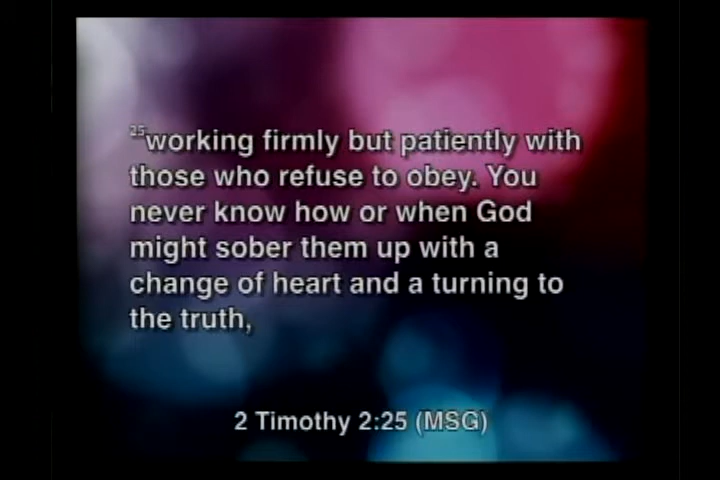 25working firmly but patiently with
those who refuse to obey. You
never know how or when God
might sober them up with a
change of heart and a turning to
the truth,
2 Timothy 2:25 (MSG)